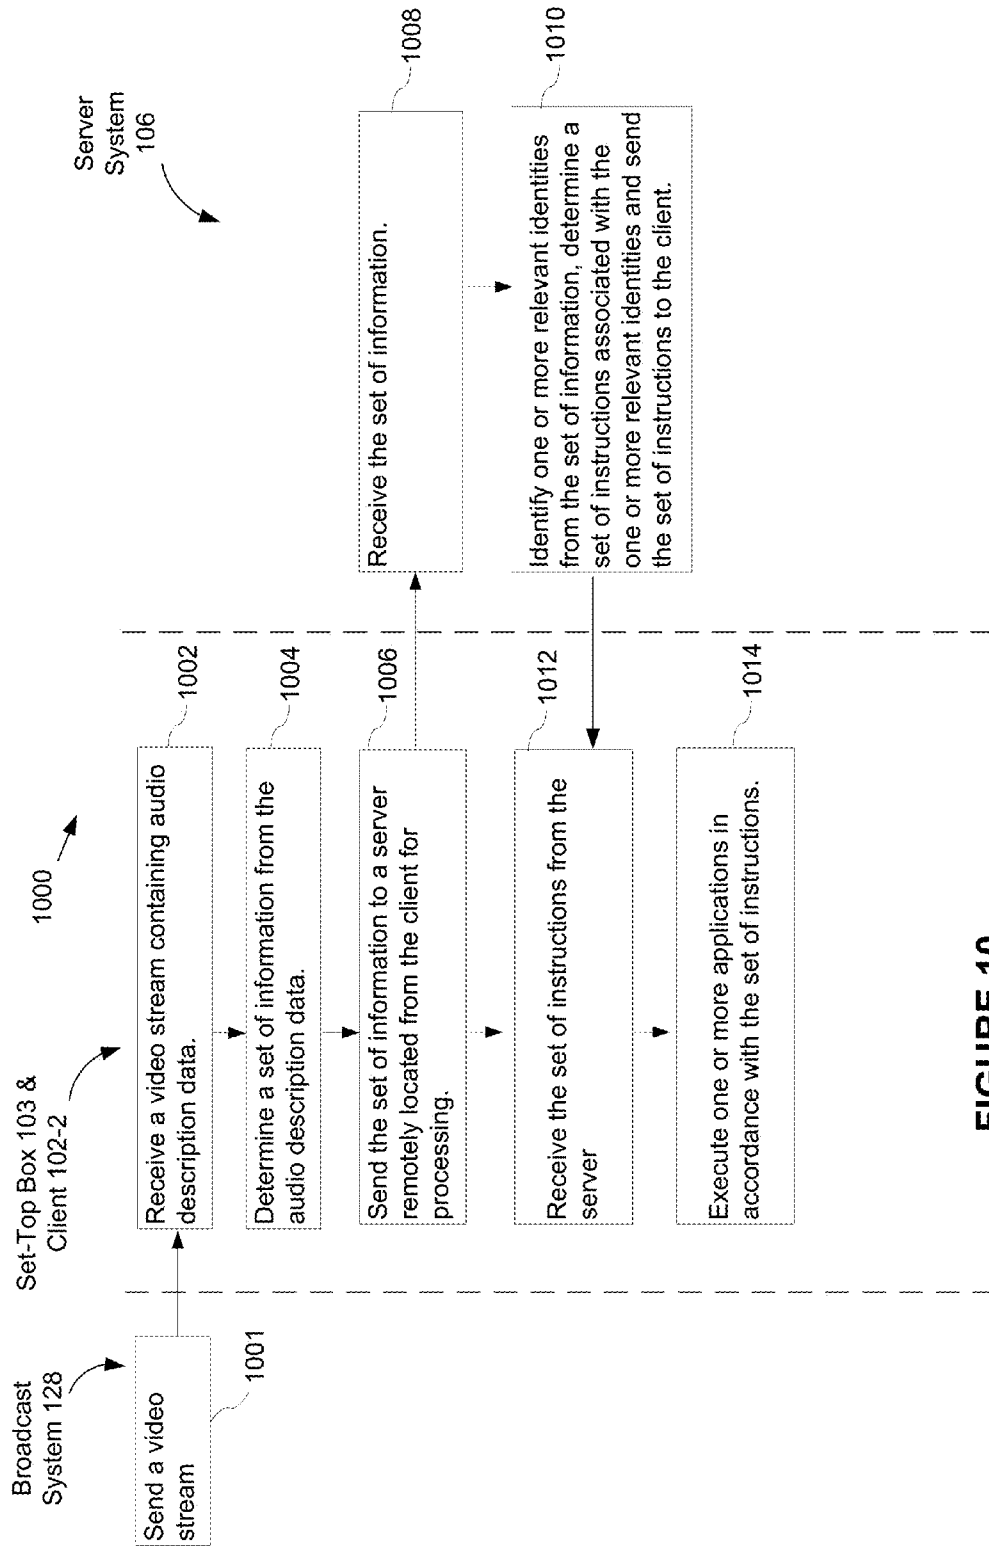 Broadcast
System 128
Set-Top Box 103 &
Client 102-2
1000
Server
System
106
Send a video
stream
1001
Receive a video stream containing audio
description data.
1002
Determine a set of information from the
audio description data.
1004
Send the set of information to a server
remotely located from the client for
processing.
1006
Receive the set of information.
1008
Identify one or more relevant identities
from the set of information, determine a
set of instructions associated with the
one or more relevant identities and send
the set of instructions to the client.
1010
Receive the set of instructions from the
server
1012
Execute one or more applications in
accordance with the set of instructions.
1014
FIGURE 10